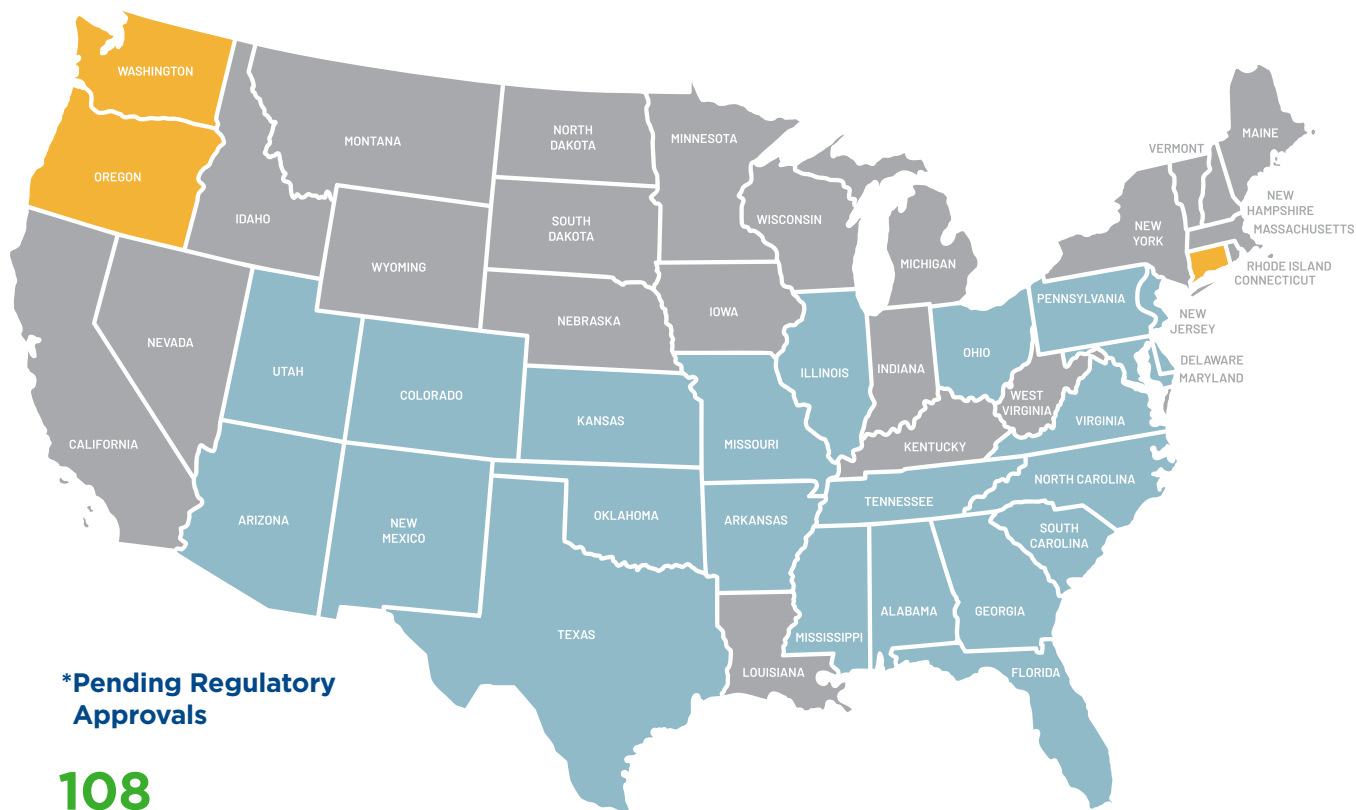 WASHINGTON
OREGON
CALIFORNIA
NEVADA
IDAHO
MONTANA
WYOMING
UTAH
ARIZONA
COLORADO
NEW
MEXICO
NORTH
DAKOTA
SOUTH
DAKOTA
NEBRASKA
KANSAS
OKLAHOMA
TEXAS
MINNESOTA
IOWA
MISSOURI
ARKANSAS
LOUISIANA
WISCONSIN
ILLINOIS
MICHIGAN
INDIANA
OHIO
KENTUCKY
TENNESSEE
MISSISSIPPI
ALABAMA
GEORGIA
FLORIDA
SOUTH
CAROLINA
NORTH CAROLINA
VIRGINIA
WEST
VIRGINIA
PENNSYLVANIA
NEW
YORK
VERMONT
MAINE
NEW
HAMPSHIRE
MASSACHUSETTS
RHODE ISLAND
CONNECTICUT
NEW
JERSEY
DELAWARE
MARYLAND
*Pending Regulatory
Approvals
108